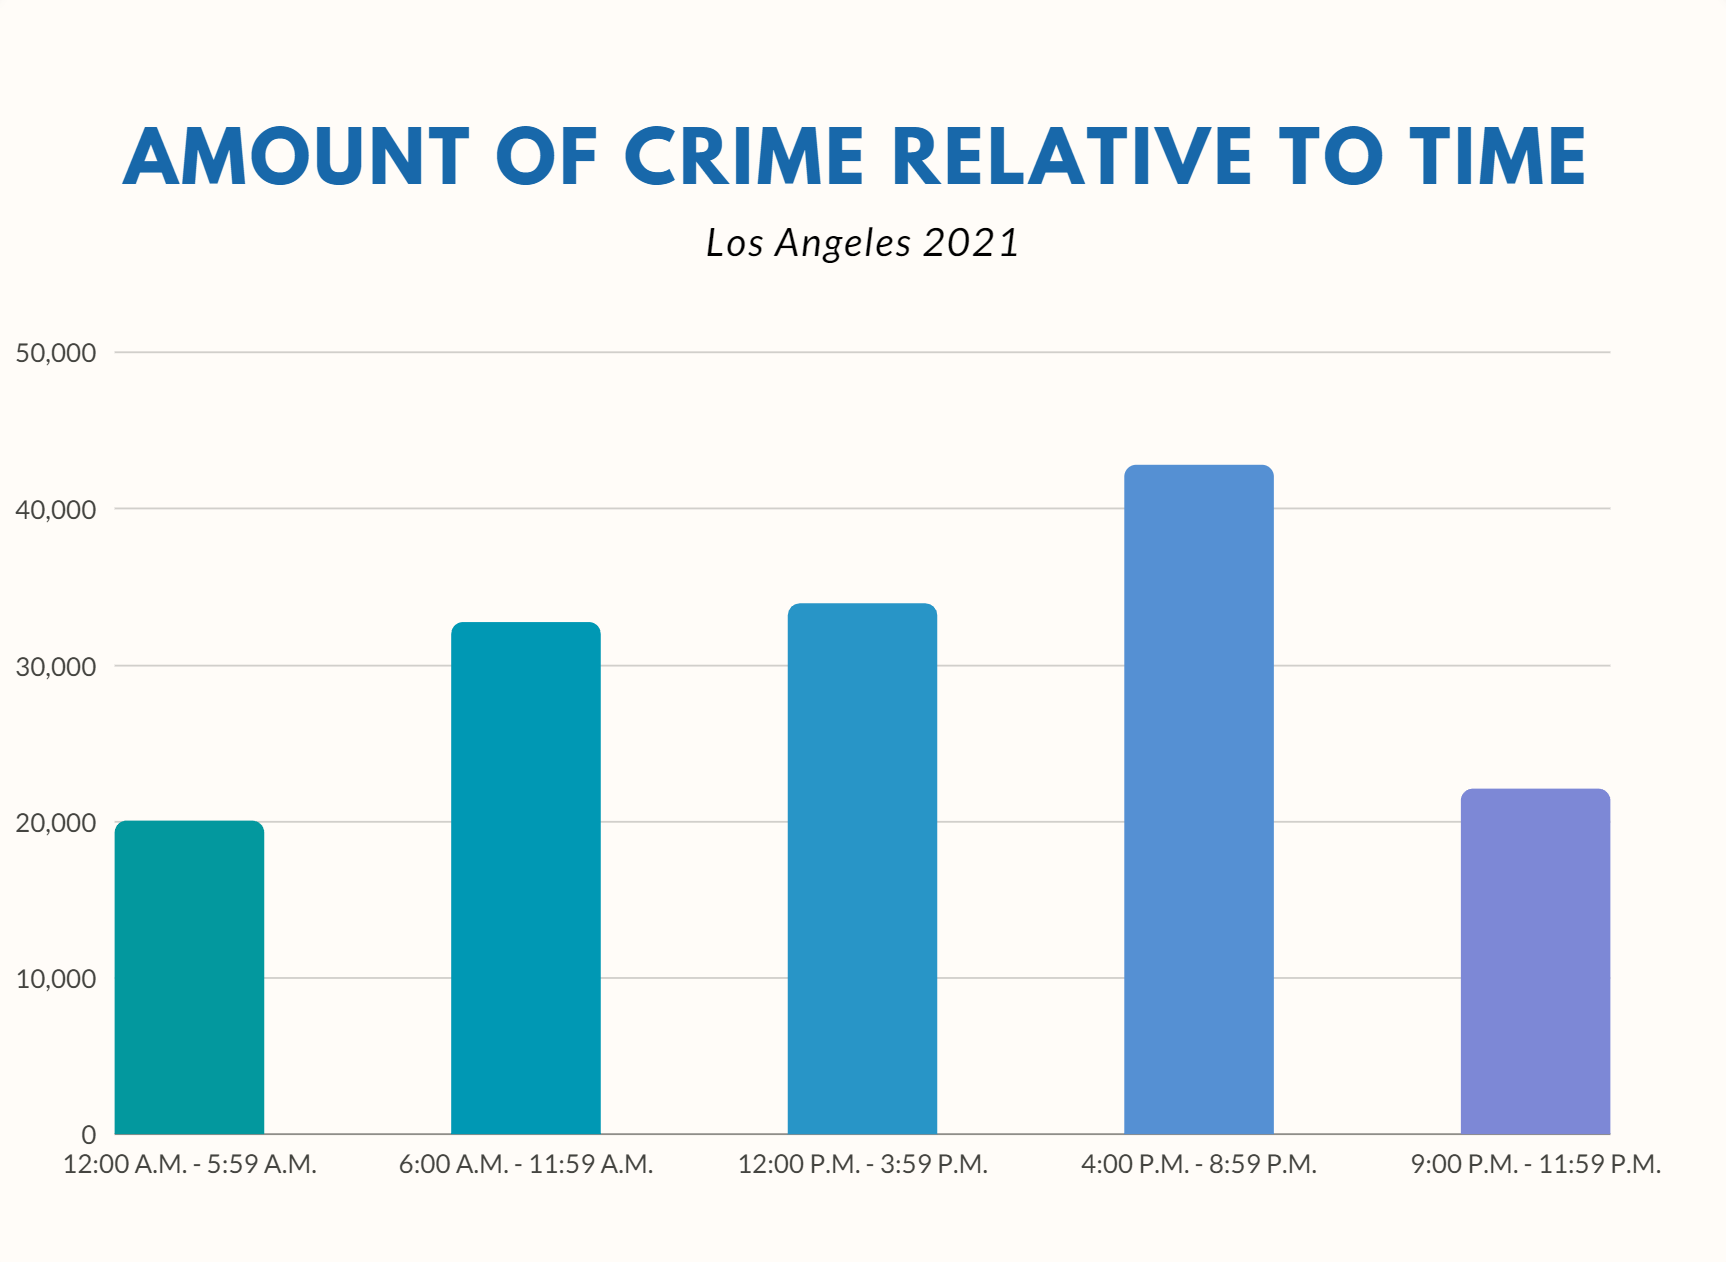 AMOUNT OF CRIME RELATIVE TO TIME
Los Angeles 2021
50,000
40,000
30,000
20,000
10,000
0
12:00 A.M. - 5:59 A.M.
6:00 A.M. - 11:59 A.M.
12:00 P.M. - 3:59 P.M.
4:00 P.M. - 8:59 P.M.
9:00 P.M. - 11:59 P.M.